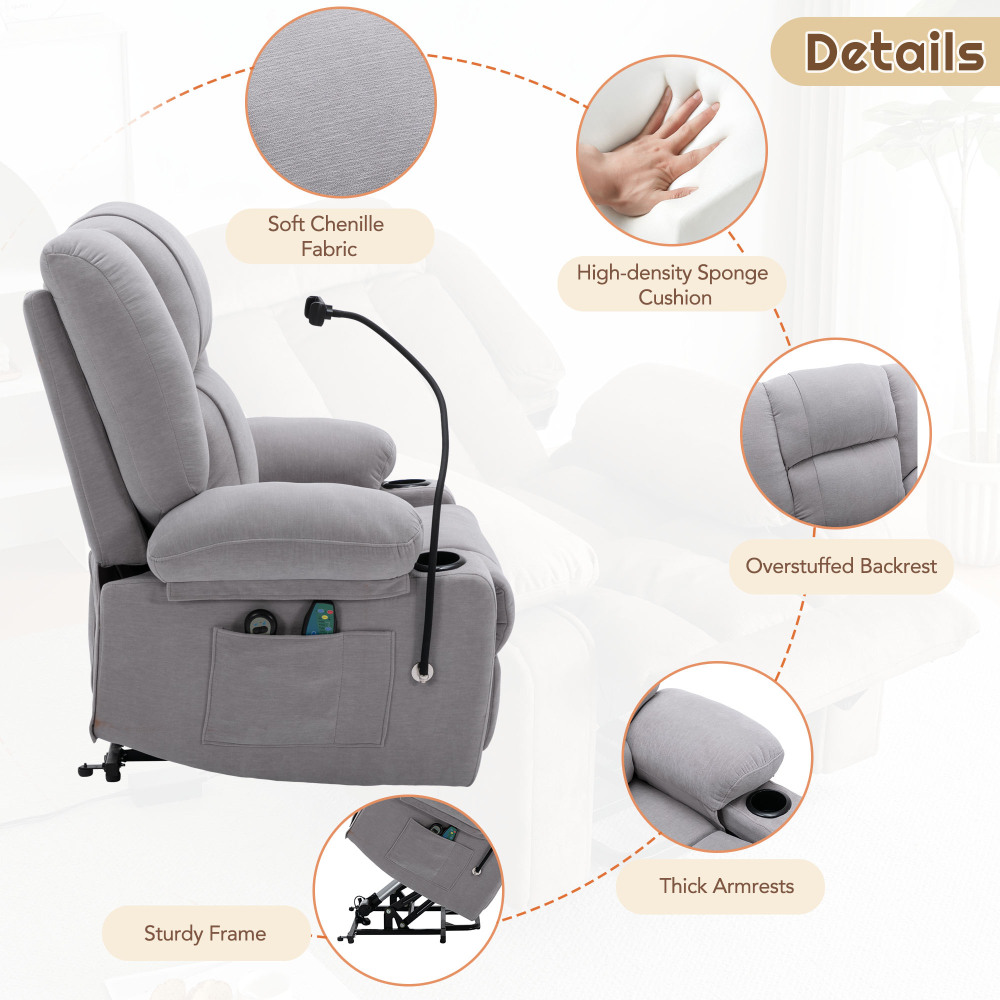 Details
Soft Chenille
Fabric
High-density Sponge
Cushion
Overstuffed Backrest
Thick Armrests
Sturdy Frame